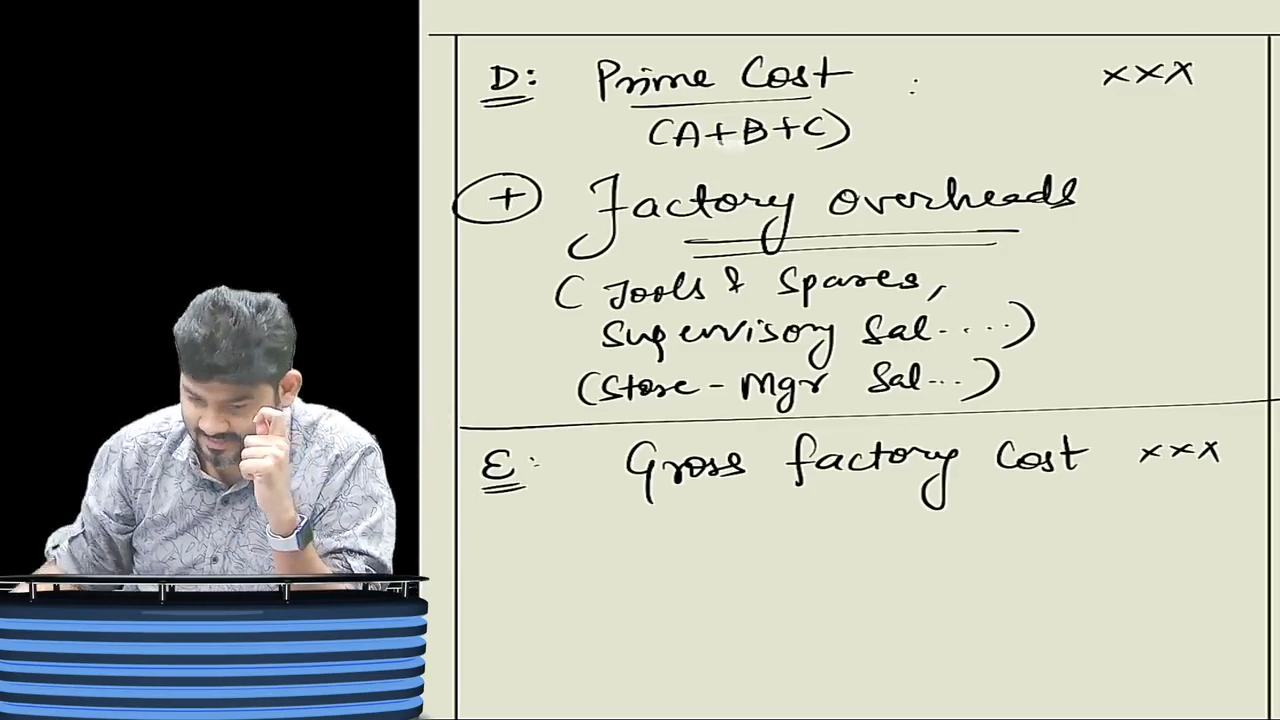 D: Prime Cost : xxx
(A+B+C)
+ Factory overheads
( Tools & Spares,
Supervisory Sal.....)
(Store-Mgr Sal...)
E: Gross factory Cost xxx